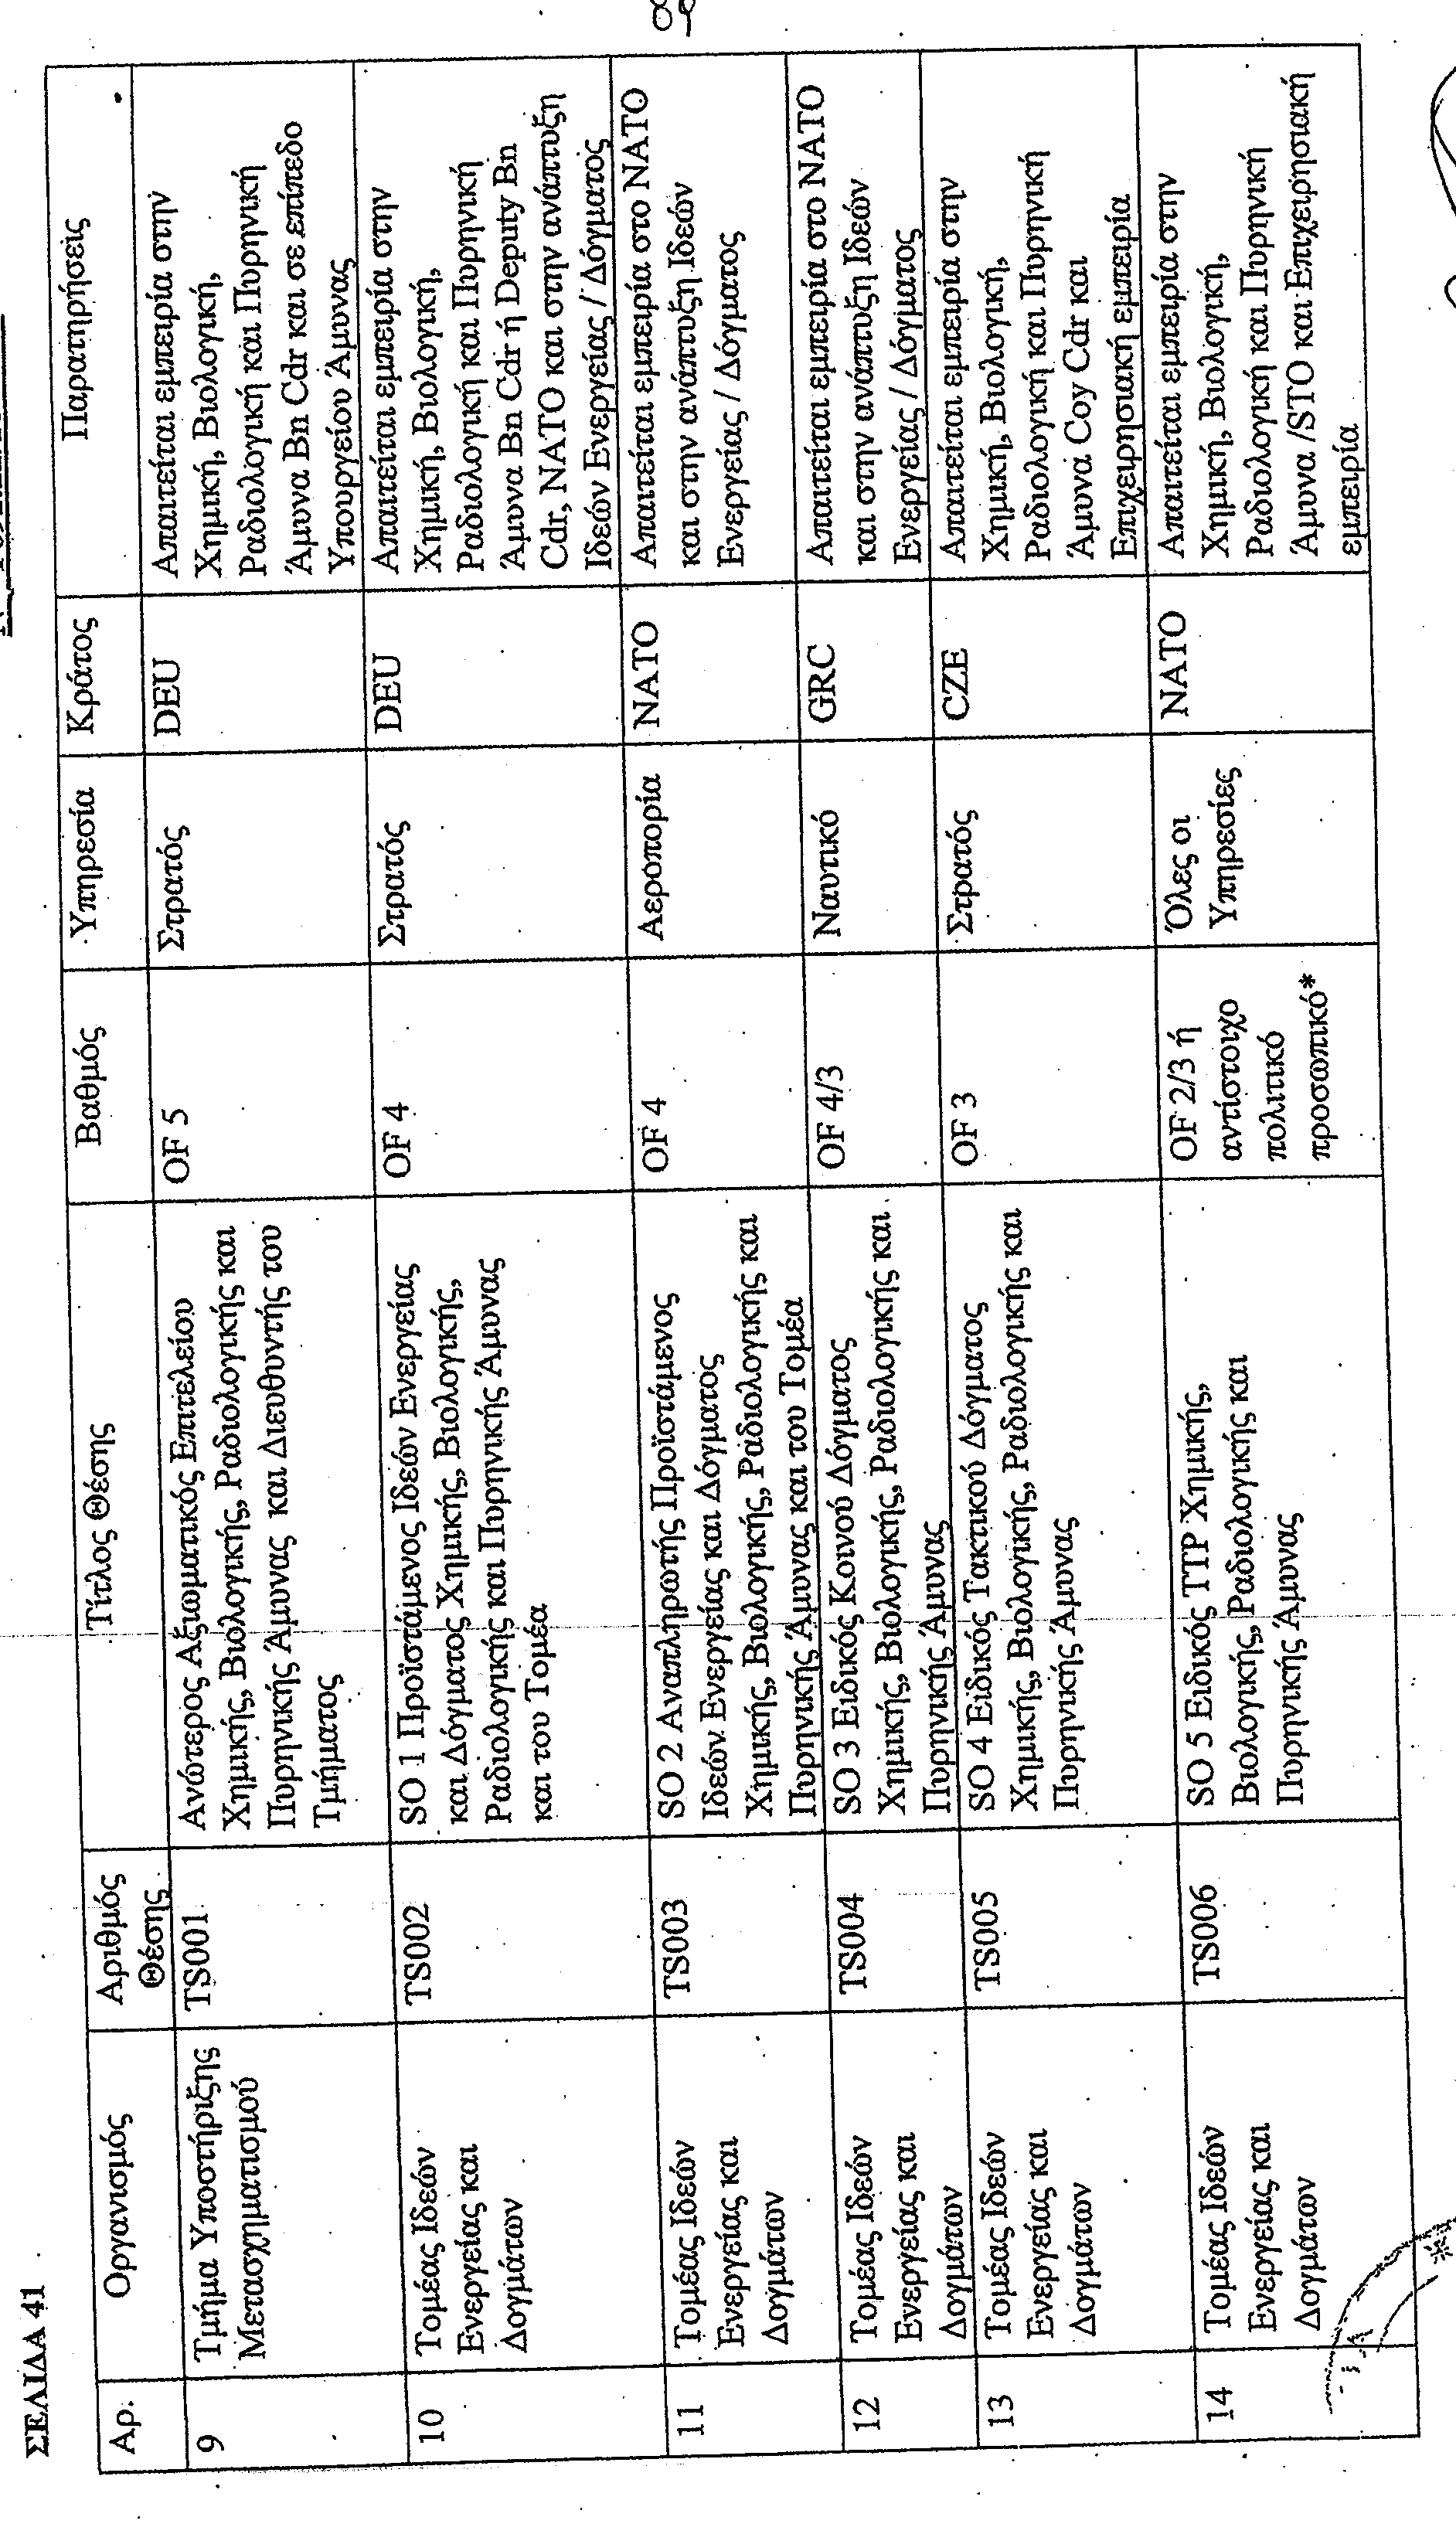 ΣΕΛΙΔΑ 41
Αρ.
Οργανισμός
Αριθμός
Θέσης
Τίτλος Θέσης
Βαθμός
Υπηρεσία
Κράτος
Παρατηρήσεις
9
Τμήμα Υποστήριξης
Μετασχηματισμού
TS001
Ανώτερος Αξιωματικός Επιτελείου
Χημικής, Βιολογικής, Ραδιολογικής και
Πυρηνικής Άμυνας και Διευθυντής του
Τμήματος
OF 5
Στρατός
DEU
Απαιτείται εμπειρία στην
Χημική, Βιολογική,
Ραδιολογική και Πυρηνική
Άμυνα Bn Cdr και σε επίπεδο
Υπουργείου Άμυνας
10
Τομέας Ιδεών
Ενεργείας και
Δογμάτων
TS002
SO 1 Προϊστάμενος Ιδεών Ενεργείας
και Δόγματος Χημικής, Βιολογικής,
Ραδιολογικής και Πυρηνικής Άμυνας
και του Τομέα
OF 4
Στρατός
DEU
Απαιτείται εμπειρία στην
Χημική, Βιολογική,
Ραδιολογική και Πυρηνική
Άμυνα Bn Cdr ή Deputy Bn
Cdr, NATO και στην ανάπτυξη
Ιδεών Ενεργείας / Δόγματος
11
Τομέας Ιδεών
Ενεργείας και
Δογμάτων
TS003
SO 2 Αναπληρωτής Προϊστάμενος
Ιδεών Ενεργείας και Δόγματος
Χημικής, Βιολογικής, Ραδιολογικής και
Πυρηνικής Άμυνας και του Τομέα
OF 4
Αεροπορία
NATO
Απαιτείται εμπειρία στο NATO
και στην ανάπτυξη Ιδεών
Ενεργείας / Δόγματος
12
Τομέας Ιδεών
Ενεργείας και
Δογμάτων
TS004
SO 3 Ειδικός Κοινού Δόγματος
Χημικής, Βιολογικής, Ραδιολογικής και
Πυρηνικής Άμυνας
OF 4/3
Ναυτικό
GRC
Απαιτείται εμπειρία στο NATO
και στην ανάπτυξη Ιδεών
Ενεργείας / Δόγματος
13
Τομέας Ιδεών
Ενεργείας και
Δογμάτων
TS005
SO 4 Ειδικός Τακτικού Δόγματος
Χημικής, Βιολογικής, Ραδιολογικής και
Πυρηνικής Άμυνας
OF 3
Στρατός
CZE
Απαιτείται εμπειρία στην
Χημική, Βιολογική,
Ραδιολογική και Πυρηνική
Άμυνα Coy Cdr και
Επιχειρησιακή εμπειρία
14
Τομέας Ιδεών
Ενεργείας και
Δογμάτων
TS006
SO 5 Ειδικός TTP Χημικής,
Βιολογικής, Ραδιολογικής και
Πυρηνικής Άμυνας
OF 2/3 ή
αντίστοιχο
πολιτικό
προσωπικό*
Όλες οι
Υπηρεσίες
NATO
Απαιτείται εμπειρία στην
Χημική, Βιολογική,
Ραδιολογική και Πυρηνική
Άμυνα /STO και Επιχειρησιακή
εμπειρία